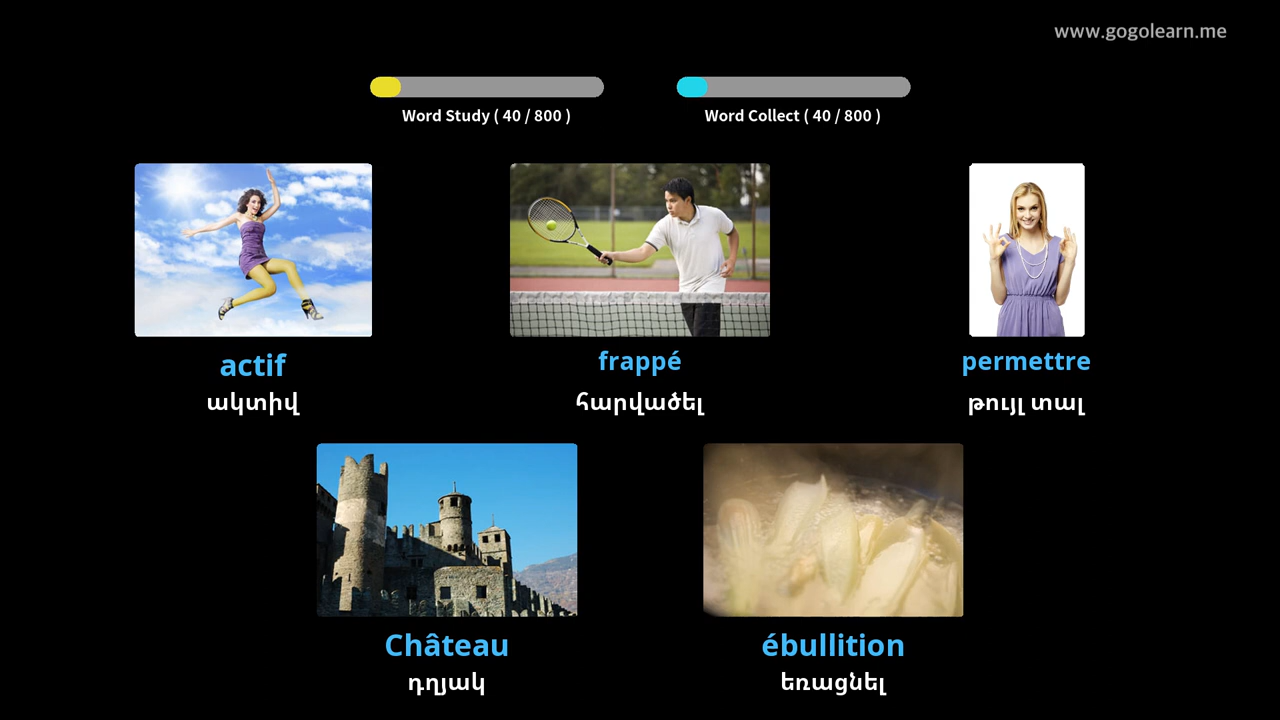 www.gogolearn.me
Word Study ( 40 / 800 )
Word Collect ( 40 / 800 )
actif
ակտիվ
frappé
հարվածել
permettre
թույլ տալ
Château
դղյակ
ébullition
եռացնել